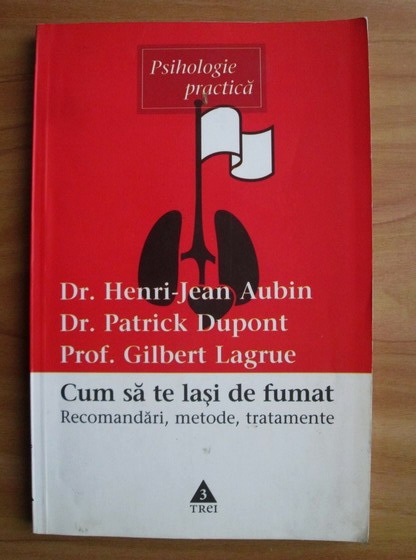 Psihologie
practică
Dr. Henri-Jean Aubin
Dr. Patrick Dupont
Prof. Gilbert Lagrue
Cum să te lași de fumat
Recomandări, metode, tratamente
3
TREI